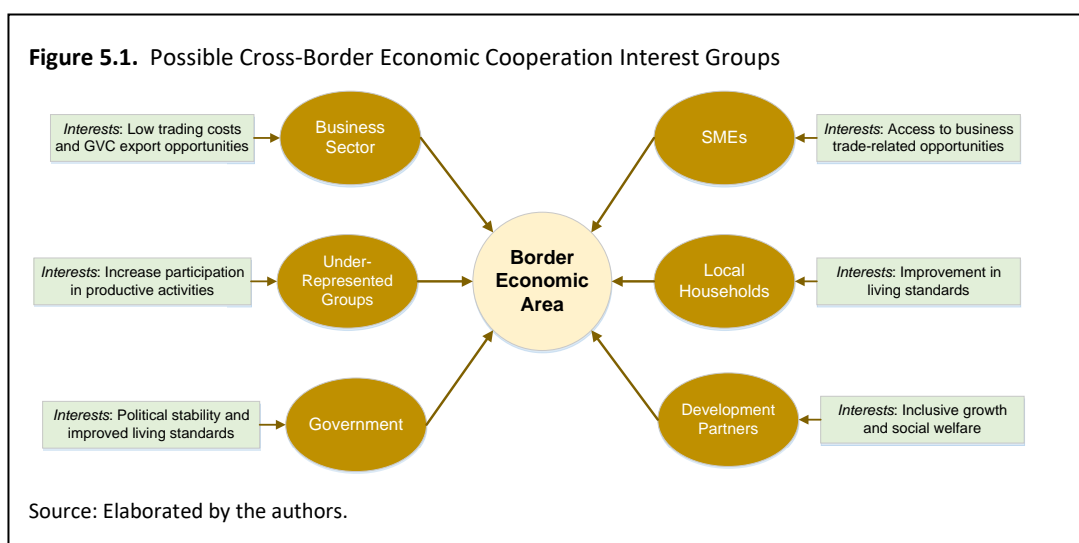 Figure 5.1. Possible Cross-Border Economic Cooperation Interest Groups
Interests: Low trading costs
and GVC export opportunities
Business
Sector
SMEs
Interests: Access to business
trade-related opportunities
Interests: Increase participation
in productive activities
Under-
Represented
Groups
Border
Economic
Area
Local
Households
Interests: Improvement in
living standards
Interests: Political stability and
improved living standards
Government
Development
Partners
Interests: Inclusive growth
and social welfare
Source: Elaborated by the authors.